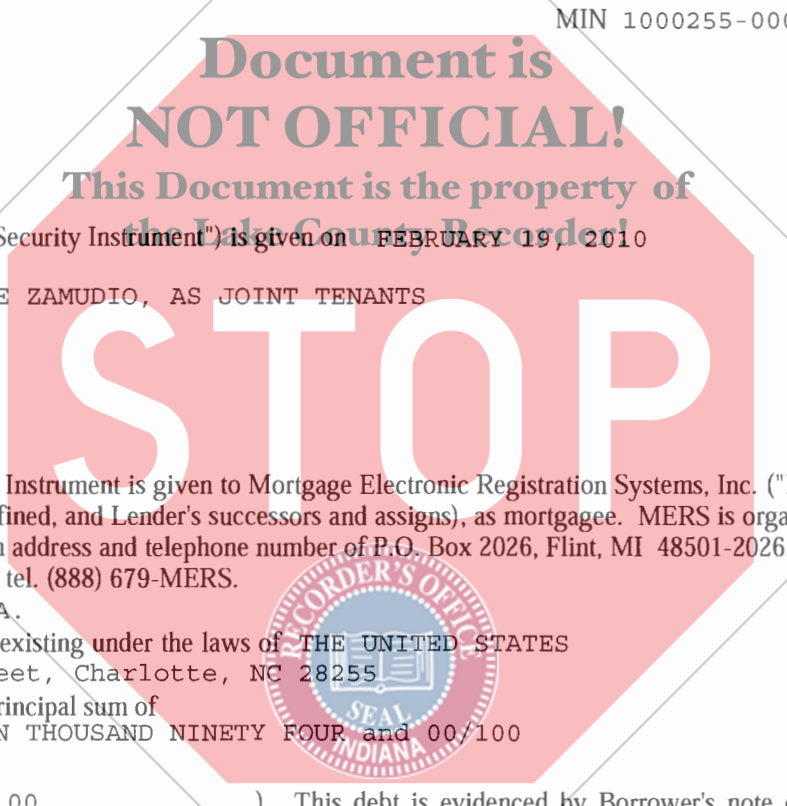 MIN 1000255-000
Document is
NOT OFFICIAL!
This Document is the property of
the Lake County Recorder!
Security Instrument") is given on FEBRUARY 19, 2010
E ZAMUDIO, AS JOINT TENANTS
STOP
Instrument is given to Mortgage Electronic Registration Systems, Inc. ("
fined, and Lender's successors and assigns), as mortgagee. MERS is orga
address and telephone number of P.O. Box 2026, Flint, MI 48501-2026
tel. (888) 679-MERS.
A.
existing under the laws of THE UNITED STATES
eet, Charlotte, NC 28255
rincipal sum of
N THOUSAND NINETY FOUR and 00/100
RECORDER'S OFFICE
SEAL
INDIANA
00 ). This debt is evidenced by Borrower's note